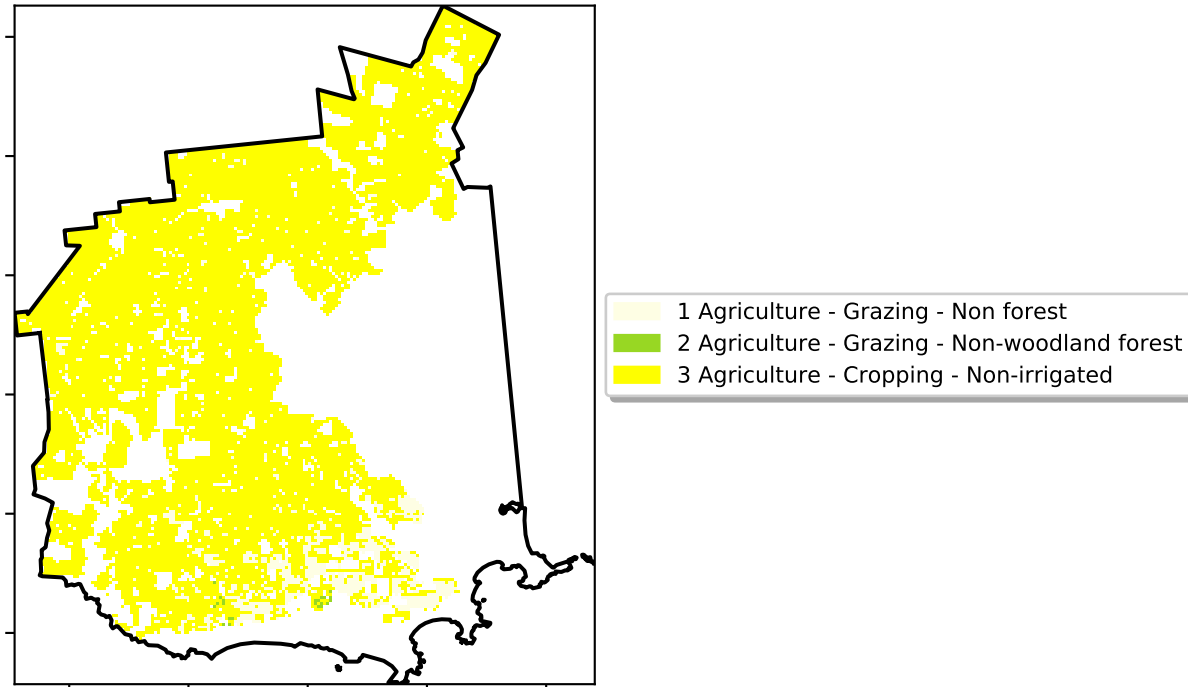 1 Agriculture - Grazing - Non forest
2 Agriculture - Grazing - Non-woodland forest
3 Agriculture - Cropping - Non-irrigated